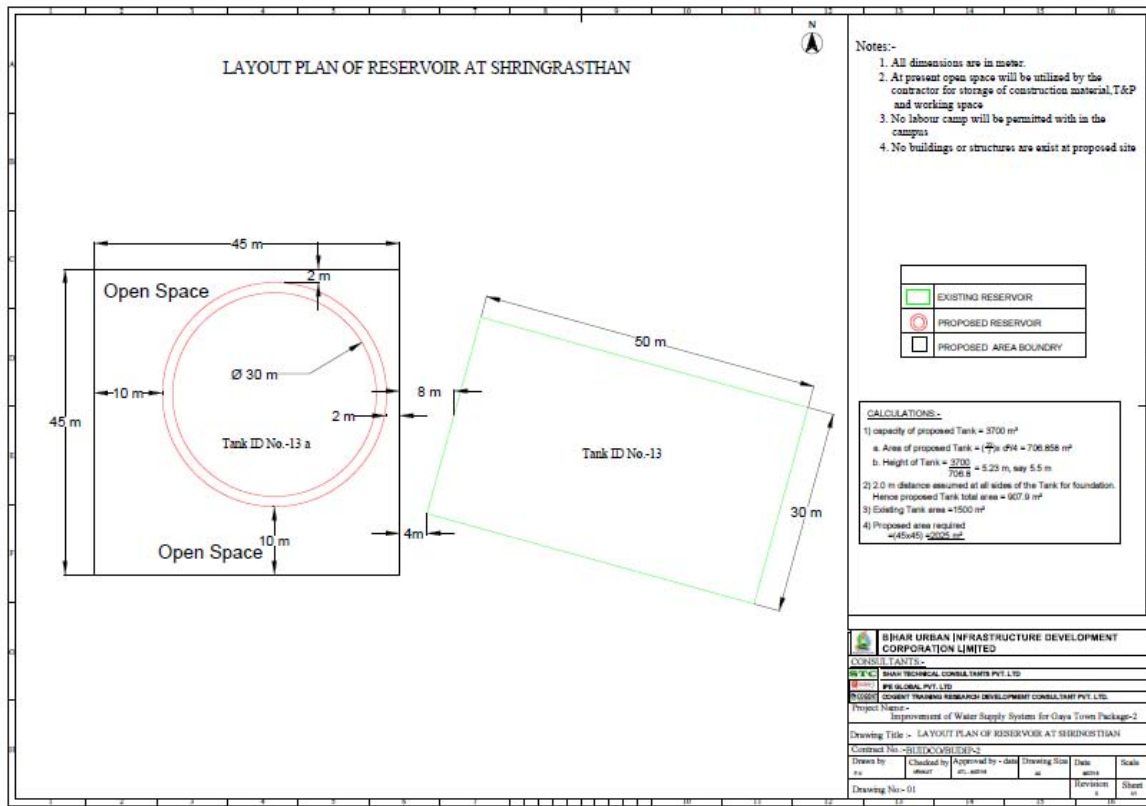 N
LAYOUT PLAN OF RESERVOIR AT SHRINGRASTHAN
45 m
2 m
Open Space
Ø 30 m
10 m
2 m
45 m
Tank ID No.-13 a
10 m
Open Space
8 m
4m
50 m
Tank ID No.-13
30 m
Notes:-
1. All dimensions are in meter.
2. At present open space will be utilized by the
contractor for storage of construction material,T&P
and working space
3. No labour camp will be permitted with in the
campus
4. No buildings or structures are exist at proposed site
EXISTING RESERVOIR
PROPOSED RESERVOIR
PROPOSED AREA BOUNDRY
CALCULATIONS:-
1) capacity of proposed Tank = 3700 m³
a. Area of proposed Tank = (22/7)x d²/4 = 706.858 m²
b. Height of Tank = 3700/706.8 = 5.23 m, say 5.5 m
2) 2.0 m distance assumed at all sides of the Tank for foundation.
Hence proposed Tank total area = 907.9 m²
3) Existing Tank area =1500 m²
4) Proposed area required
=(45x45) =2025 m²
BIHAR URBAN INFRASTRUCTURE DEVELOPMENT
CORPORATION LIMITED
CONSULTANTS:-
STC SHAH TECHNICAL CONSULTANTS PVT. LTD
IPE GLOBAL PVT. LTD
COGENT COGENT TRAINING RESEARCH DEVELOPMENT CONSULTANT PVT. LTD.
Project Name:-
Improvement of Water Supply System for Gaya Town Package-2
Drawing Title :- LAYOUT PLAN OF RESERVOIR AT SHRINGSTHAN
Contract No.:-BUIDCO/BUDIP-2
Drawn by Checked by Approved by - date Drawing Size Date Scale
Drawing No:- 01 Revision Sheet